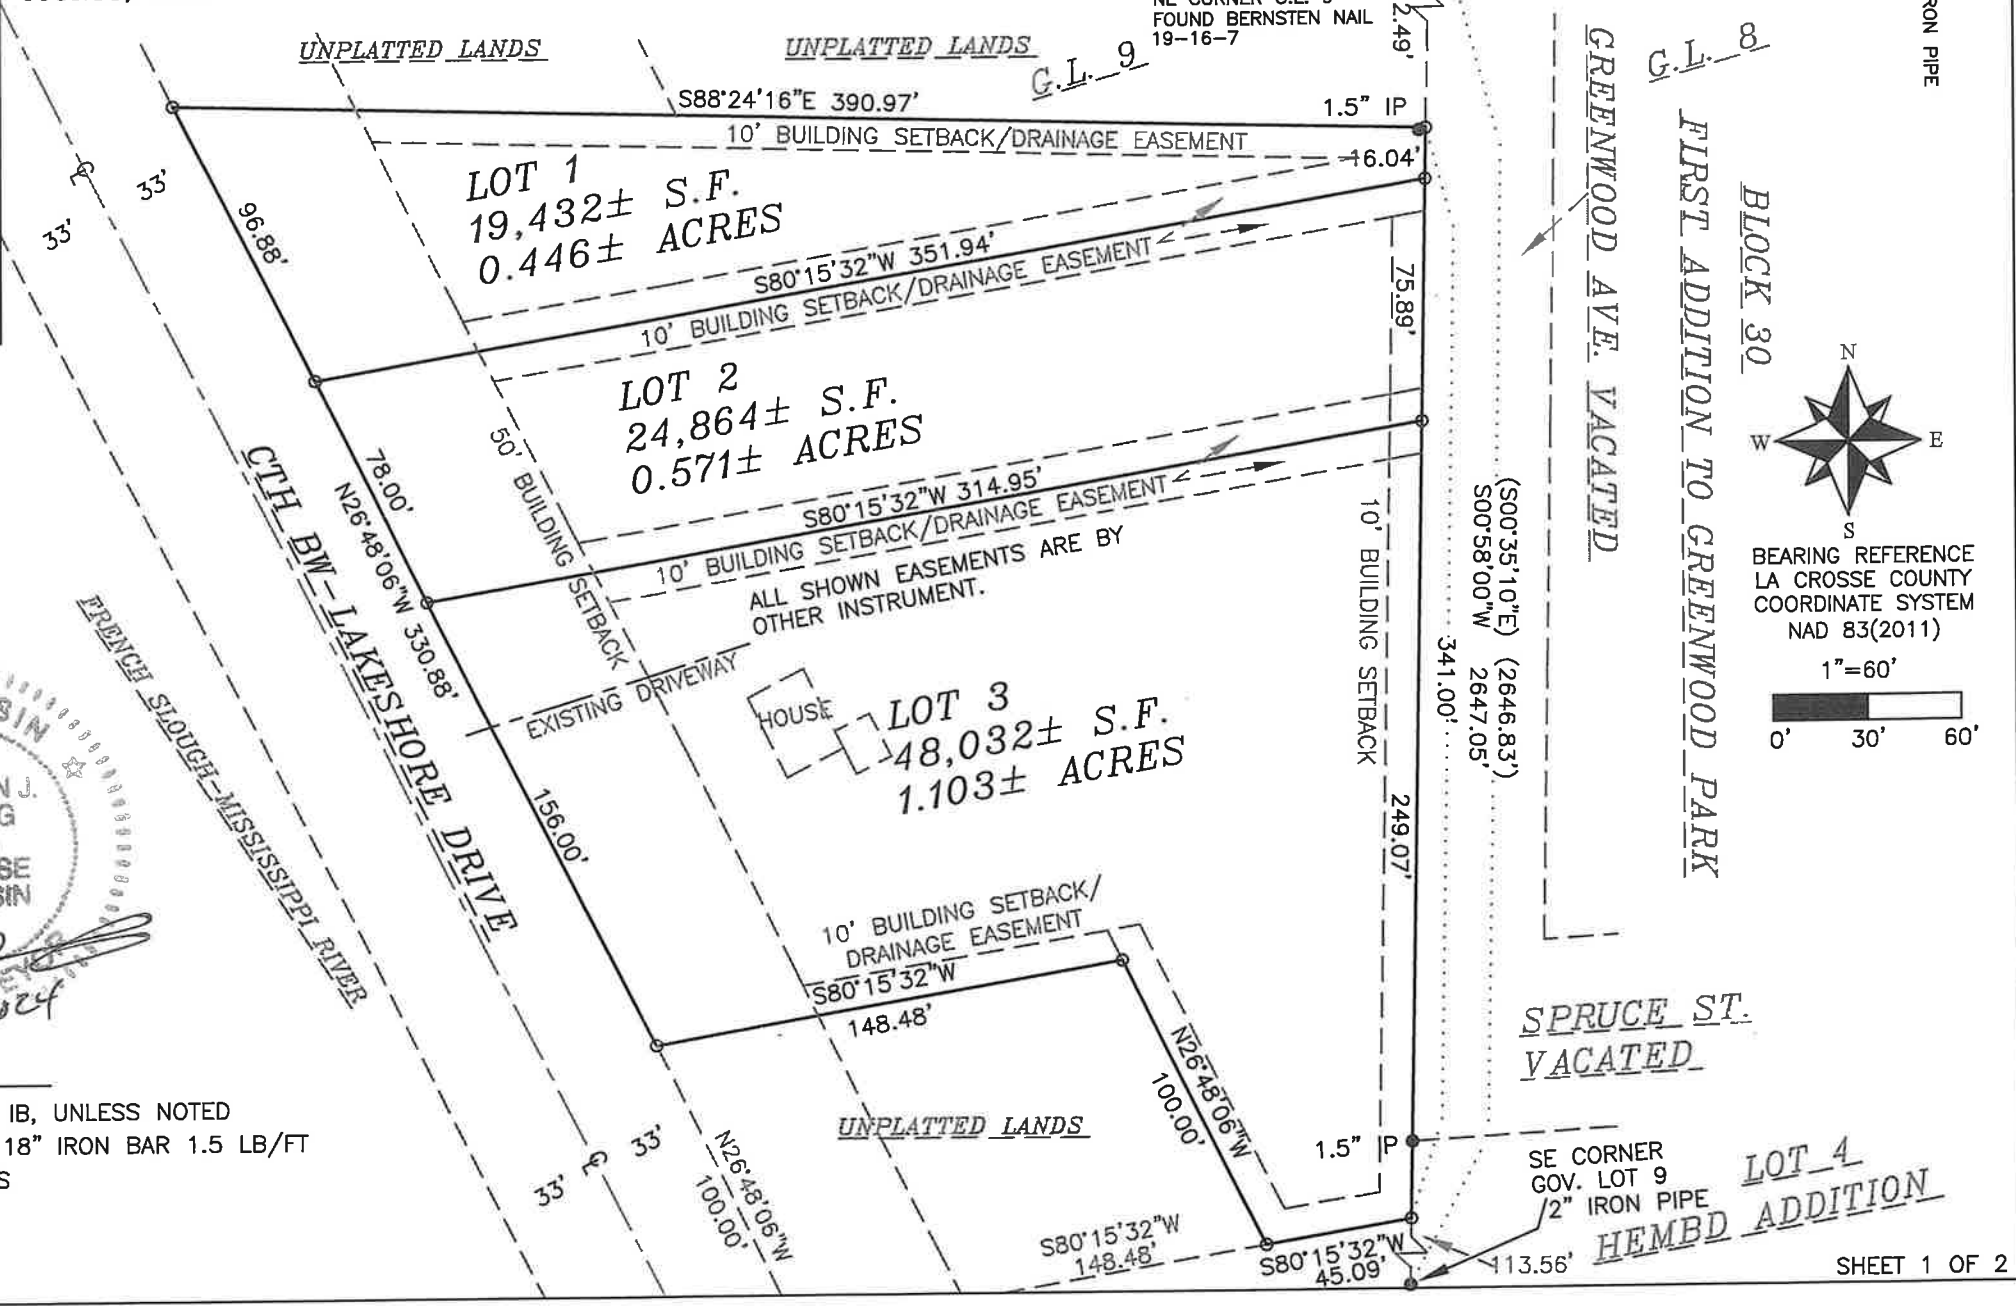 FOUND BERNSTEN NAIL
19-16-7
2.49'
UNPLATTED LANDS
UNPLATTED LANDS
G.L. 9
G.L. 8
IRON PIPE
S88°24'16"E 390.97'
1.5" IP
10' BUILDING SETBACK/DRAINAGE EASEMENT
16.04'
33'
33'
96.88'
LOT 1
19,432± S.F.
0.446± ACRES
S80°15'32"W 351.94'
10' BUILDING SETBACK/DRAINAGE EASEMENT
75.89'
GREENWOOD AVE. VACATED
FIRST ADDITION TO GREENWOOD PARK
BLOCK 30
LOT 2
24,864± S.F.
0.571± ACRES
78.00'
N26°48'06"W 330.88'
50' BUILDING SETBACK
S80°15'32"W 314.95'
10' BUILDING SETBACK/DRAINAGE EASEMENT
ALL SHOWN EASEMENTS ARE BY
OTHER INSTRUMENT.
CTH BW-LAKESHORE DRIVE
FRENCH SLOUGH-MISSISSIPPI RIVER
EXISTING DRIVEWAY
HOUSE
LOT 3
48,032± S.F.
1.103± ACRES
10' BUILDING SETBACK
249.07'
341.00'
(S00°35'10"E) (2646.83')
S00°58'00"W 2647.05'
N
W
E
S
BEARING REFERENCE
LA CROSSE COUNTY
COORDINATE SYSTEM
NAD 83(2011)
1"=60'
0' 30' 60'
156.00'
10' BUILDING SETBACK/
DRAINAGE EASEMENT
S80°15'32"W
148.48'
N26°48'06"W
100.00'
UNPLATTED LANDS
SPRUCE ST.
VACATED
1.5" IP
SE CORNER
GOV. LOT 9
2" IRON PIPE
LOT 4
HEMBD ADDITION
IB, UNLESS NOTED
18" IRON BAR 1.5 LB/FT
S
33'
33'
N26°48'06"W
100.00'
S80°15'32"W
148.48'
S80°15'32"W
45.09'
113.56'
SHEET 1 OF 2